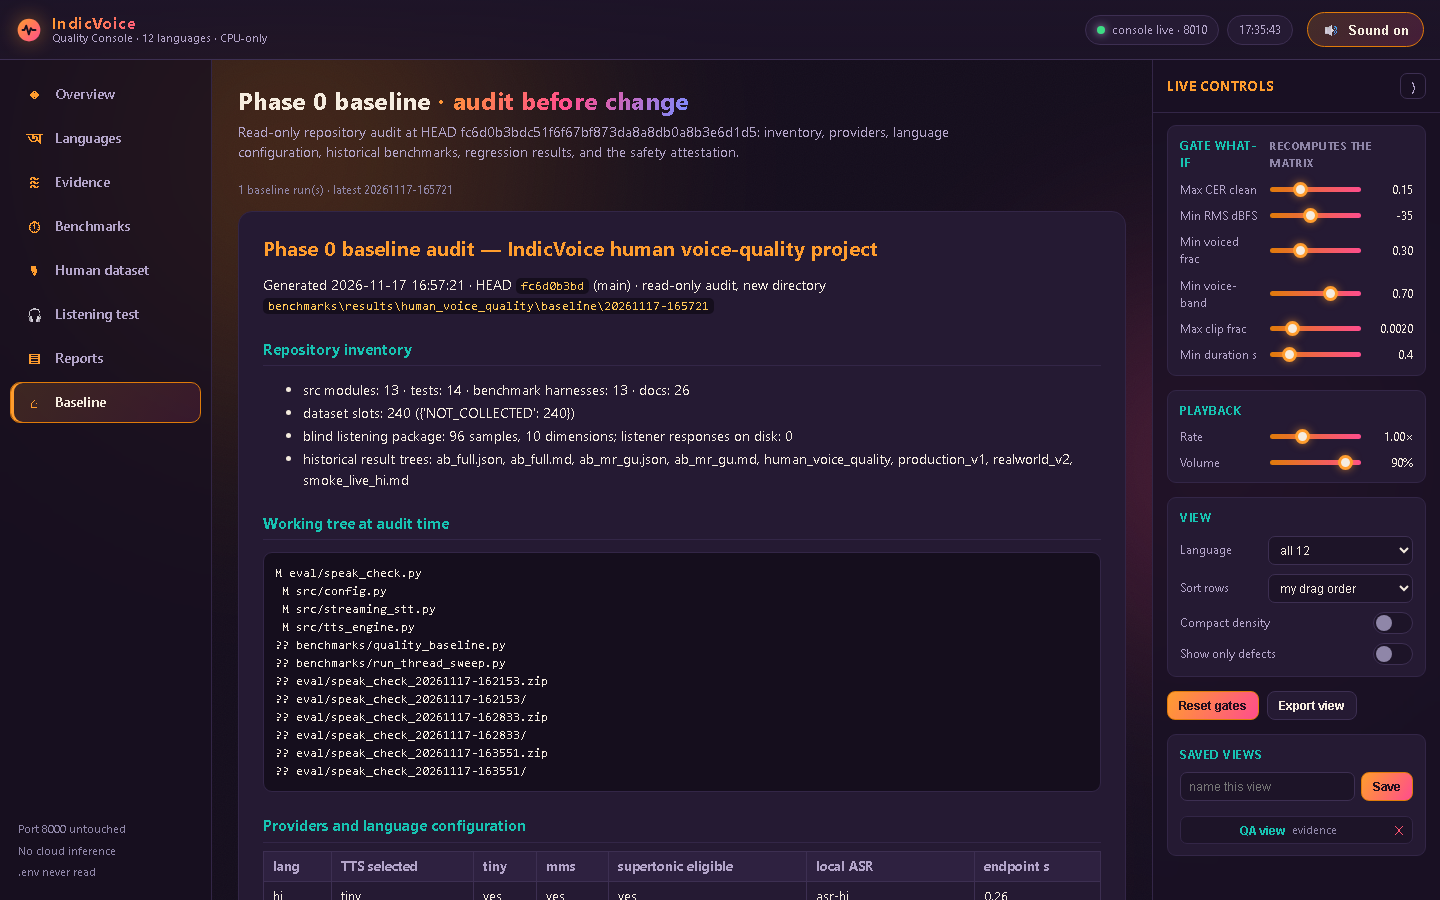 IndicVoice
Quality Console · 12 languages · CPU-only
console live · 8010
17:35:43
Sound on
Overview
Languages
Evidence
Benchmarks
Human dataset
Listening test
Reports
Baseline
Port 8000 untouched
No cloud inference
.env never read
Phase 0 baseline · audit before change
Read-only repository audit at HEAD fc6d0b3bdc51f6f67bf873da8a8db0a8b3e6d1d5: inventory, providers, language
configuration, historical benchmarks, regression results, and the safety attestation.
1 baseline run(s) · latest 20261117-165721
Phase 0 baseline audit — IndicVoice human voice-quality project
Generated 2026-11-17 16:57:21 · HEAD fc6d0b3bd (main) · read-only audit, new directory
benchmarks\results\human_voice_quality\baseline\20261117-165721
Repository inventory
• src modules: 13 · tests: 14 · benchmark harnesses: 13 · docs: 26
• dataset slots: 240 ({'NOT_COLLECTED': 240})
• blind listening package: 96 samples, 10 dimensions; listener responses on disk: 0
• historical result trees: ab_full.json, ab_full.md, ab_mr_gu.json, ab_mr_gu.md, human_voice_quality, production_v1, realworld_v2,
smoke_live_hi.md
Working tree at audit time
M eval/speak_check.py
M src/config.py
M src/streaming_stt.py
M src/tts_engine.py
?? benchmarks/quality_baseline.py
?? benchmarks/run_thread_sweep.py
?? eval/speak_check_20261117-162153.zip
?? eval/speak_check_20261117-162153/
?? eval/speak_check_20261117-162833.zip
?? eval/speak_check_20261117-162833/
?? eval/speak_check_20261117-163551.zip
?? eval/speak_check_20261117-163551/
Providers and language configuration
lang TTS selected tiny mms supertonic eligible local ASR endpoint s
hi tiny yes yes yes asr-hi 0.26
LIVE CONTROLS
GATE WHAT-IF RECOMPUTES THE MATRIX
Max CER clean 0.15
Min RMS dBFS -35
Min voiced frac 0.30
Min voice-band 0.70
Max clip frac 0.0020
Min duration s 0.4
PLAYBACK
Rate 1.00×
Volume 90%
VIEW
Language all 12
Sort rows my drag order
Compact density
Show only defects
Reset gates Export view
SAVED VIEWS
name this view Save
QA view evidence X